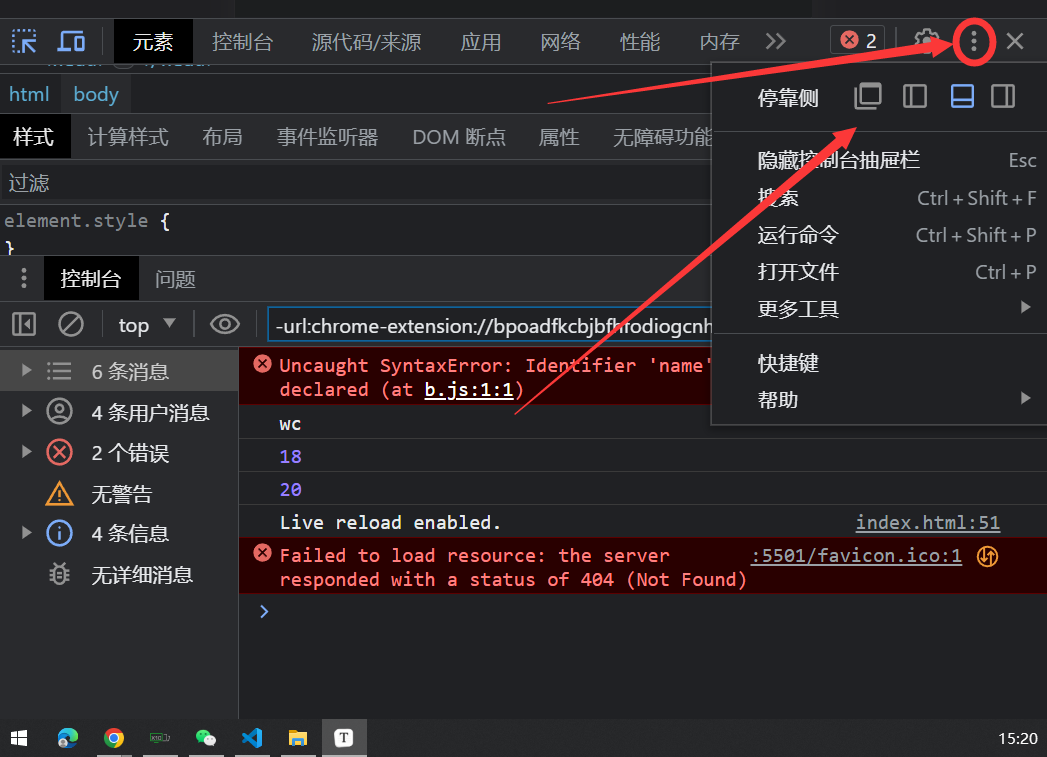 元素 控制台 源代码/来源 应用 网络 性能 内存 2
html body
停靠侧
样式 计算样式 布局 事件监听器 DOM 断点 属性 无障碍功能
隐藏控制台抽屉栏 Esc
过滤
搜索 Ctrl + Shift + F
element.style {
运行命令 Ctrl + Shift + P
}
打开文件 Ctrl + P
控制台 问题
更多工具
top
-url:chrome-extension://bpoadfkcbjbfhfodiogcnh
快捷键
帮助
6 条消息
4 条用户消息
2 个错误
无警告
4 条信息
无详细消息
Uncaught SyntaxError: Identifier 'name'
declared (at b.js:1:1)
wc
18
20
Live reload enabled. index.html:51
Failed to load resource: the server :5501/favicon.ico:1
responded with a status of 404 (Not Found)
T
15:20